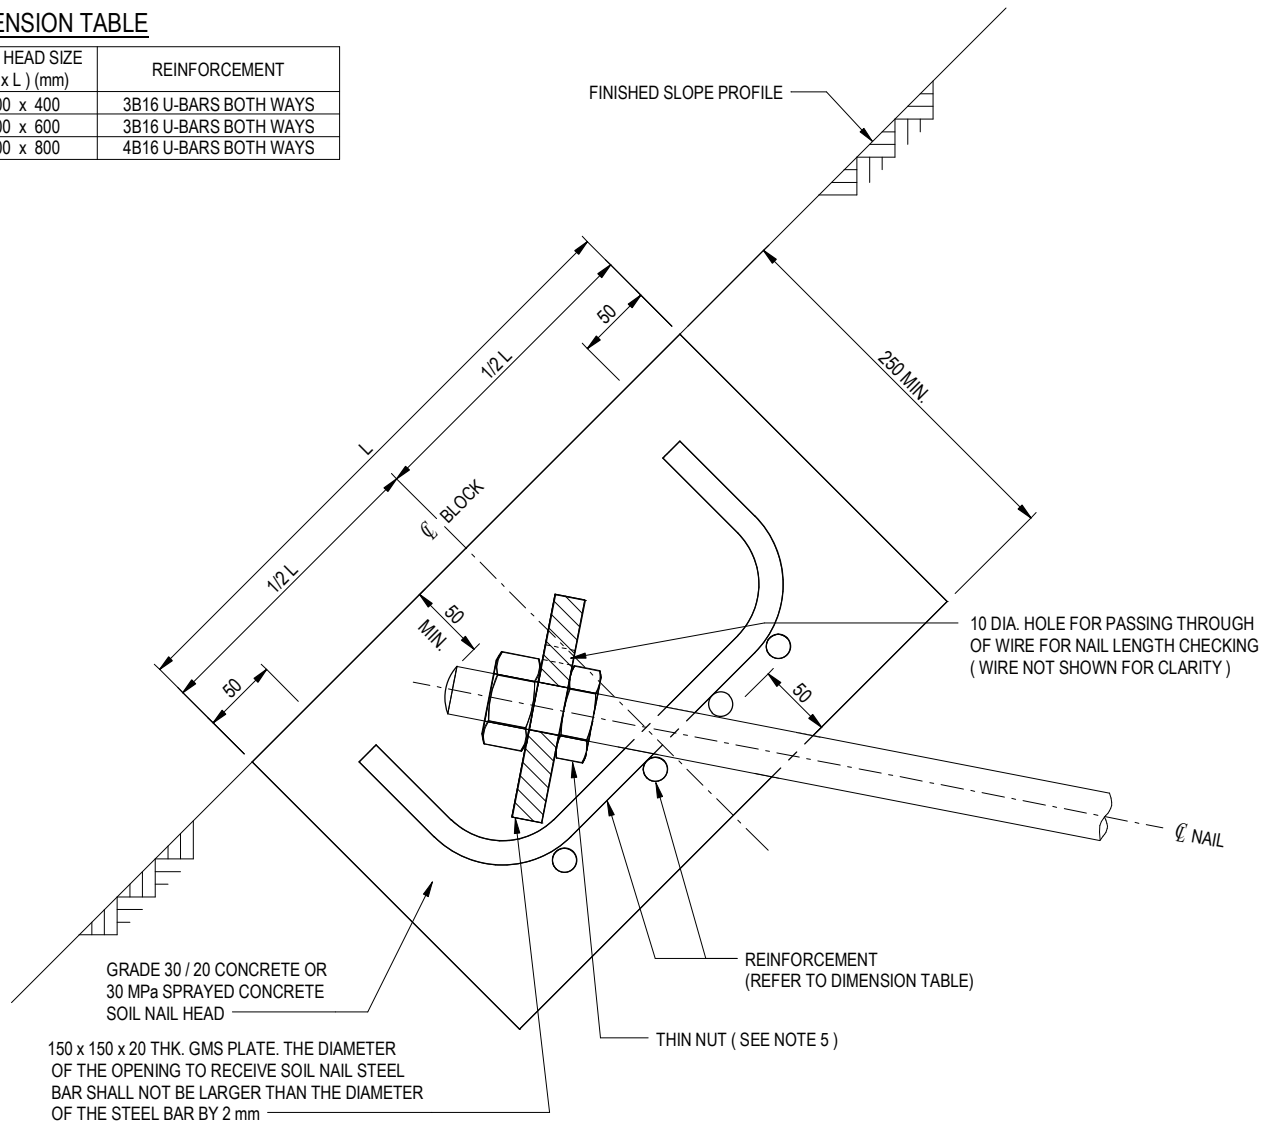 ENSION TABLE
HEAD SIZE
x L ) (mm)
REINFORCEMENT
00 x 400
3B16 U-BARS BOTH WAYS
00 x 600
3B16 U-BARS BOTH WAYS
00 x 800
4B16 U-BARS BOTH WAYS
FINISHED SLOPE PROFILE
50
1/2 L
250 MIN.
L
℄ BLOCK
1/2 L
50
MIN.
10 DIA. HOLE FOR PASSING THROUGH
OF WIRE FOR NAIL LENGTH CHECKING
( WIRE NOT SHOWN FOR CLARITY )
50
50
℄ NAIL
GRADE 30 / 20 CONCRETE OR
30 MPa SPRAYED CONCRETE
SOIL NAIL HEAD
REINFORCEMENT
(REFER TO DIMENSION TABLE)
THIN NUT ( SEE NOTE 5 )
150 x 150 x 20 THK. GMS PLATE. THE DIAMETER
OF THE OPENING TO RECEIVE SOIL NAIL STEEL
BAR SHALL NOT BE LARGER THAN THE DIAMETER
OF THE STEEL BAR BY 2 mm